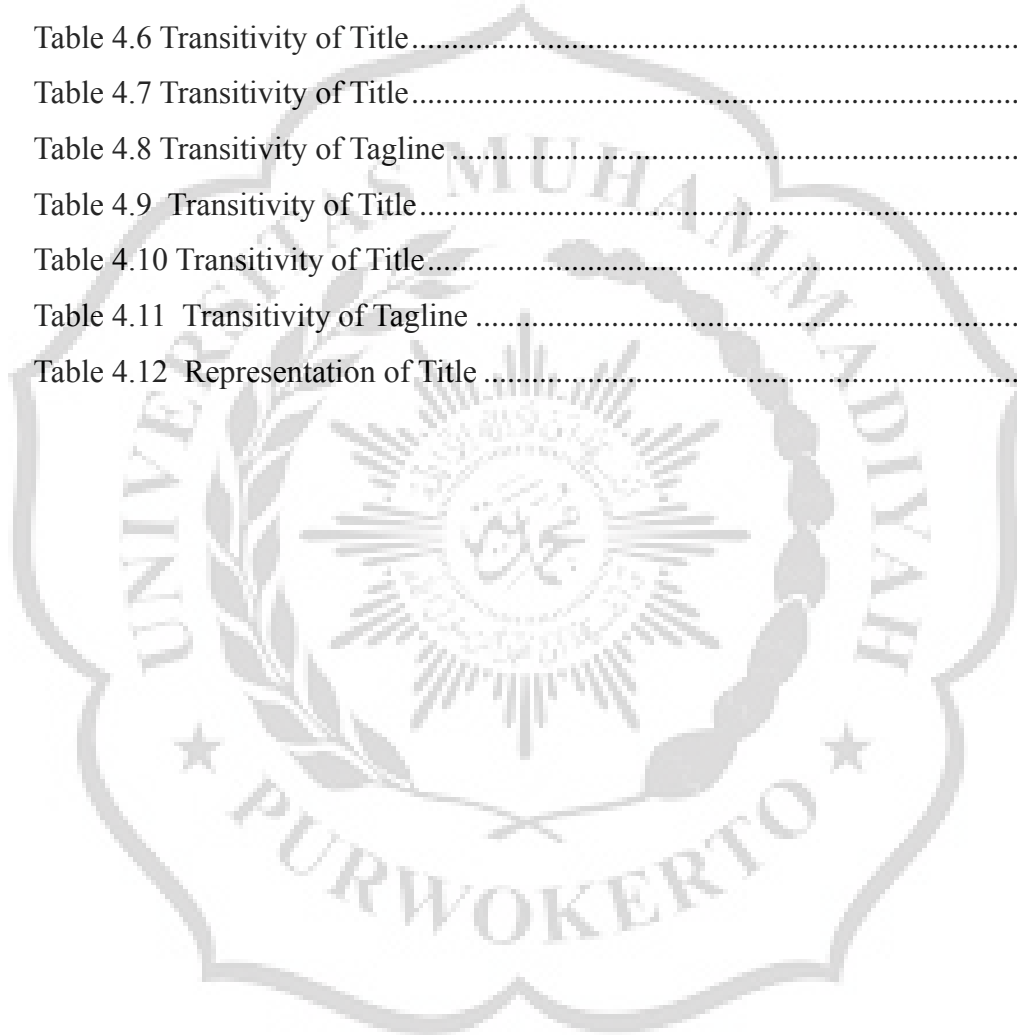 Table 4.6 Transitivity of Title..........................................................................
Table 4.7 Transitivity of Title..........................................................................
Table 4.8 Transitivity of Tagline .....................................................................
Table 4.9  Transitivity of Title.........................................................................
Table 4.10 Transitivity of Title........................................................................
Table 4.11  Transitivity of Tagline ..................................................................
Table 4.12  Representation of Title .................................................................
UNIVERSITAS MUHAMMADIYAH
PURWOKERTO